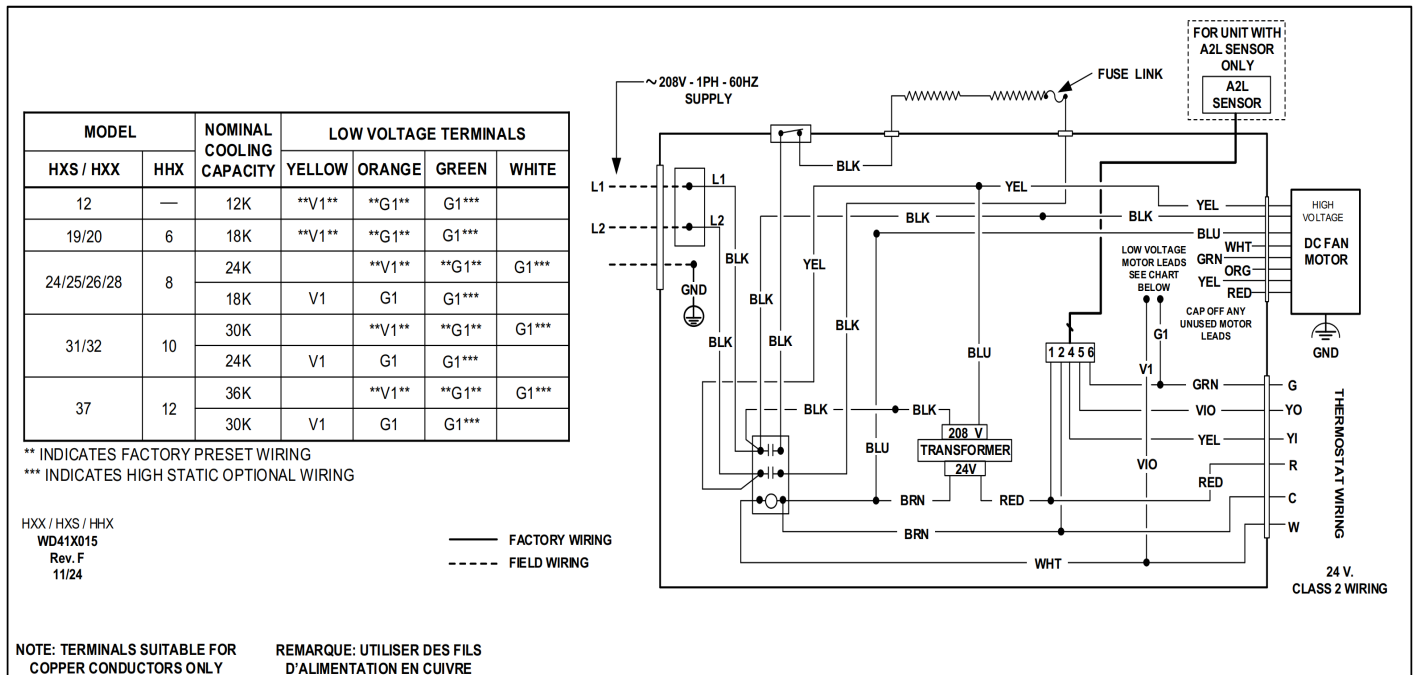 MODEL
NOMINAL COOLING CAPACITY
LOW VOLTAGE TERMINALS
HXS / HXX
HHX
YELLOW
ORANGE
GREEN
WHITE
12 — 12K **V1** **G1** G1***
19/20 6 18K **V1** **G1** G1***
24/25/26/28 8 24K **V1** **G1** G1***
18K V1 G1 G1***
31/32 10 30K **V1** **G1** G1***
24K V1 G1 G1***
37 12 36K **V1** **G1** G1***
30K V1 G1 G1***
** INDICATES FACTORY PRESET WIRING
*** INDICATES HIGH STATIC OPTIONAL WIRING
HXX / HXS / HHX
WD41X015
Rev. F
11/24
FACTORY WIRING
FIELD WIRING
NOTE: TERMINALS SUITABLE FOR
COPPER CONDUCTORS ONLY
REMARQUE: UTILISER DES FILS
D'ALIMENTATION EN CUIVRE
~ 208V - 1PH - 60HZ
SUPPLY
FUSE LINK
FOR UNIT WITH
A2L SENSOR
ONLY
A2L
SENSOR
L1
L1
L2
L2
GND
BLK
YEL
BLK
BLK
YEL
BLU
WHT
GRN
ORG
YEL
RED
HIGH
VOLTAGE
DC FAN
MOTOR
GND
LOW VOLTAGE
MOTOR LEADS
SEE CHART
BELOW
CAP OFF ANY
UNUSED MOTOR
LEADS
BLK
YEL
BLK
BLK
BLK
BLK
BLU
G1
V1
1 2 4 5 6
BLK
BLK
208 V
TRANSFORMER
24V
BLU
BRN
RED
BRN
WHT
VIO
GRN
VIO
YEL
RED
G
YO
YI
R
C
W
THERMOSTAT WIRING
24 V.
CLASS 2 WIRING